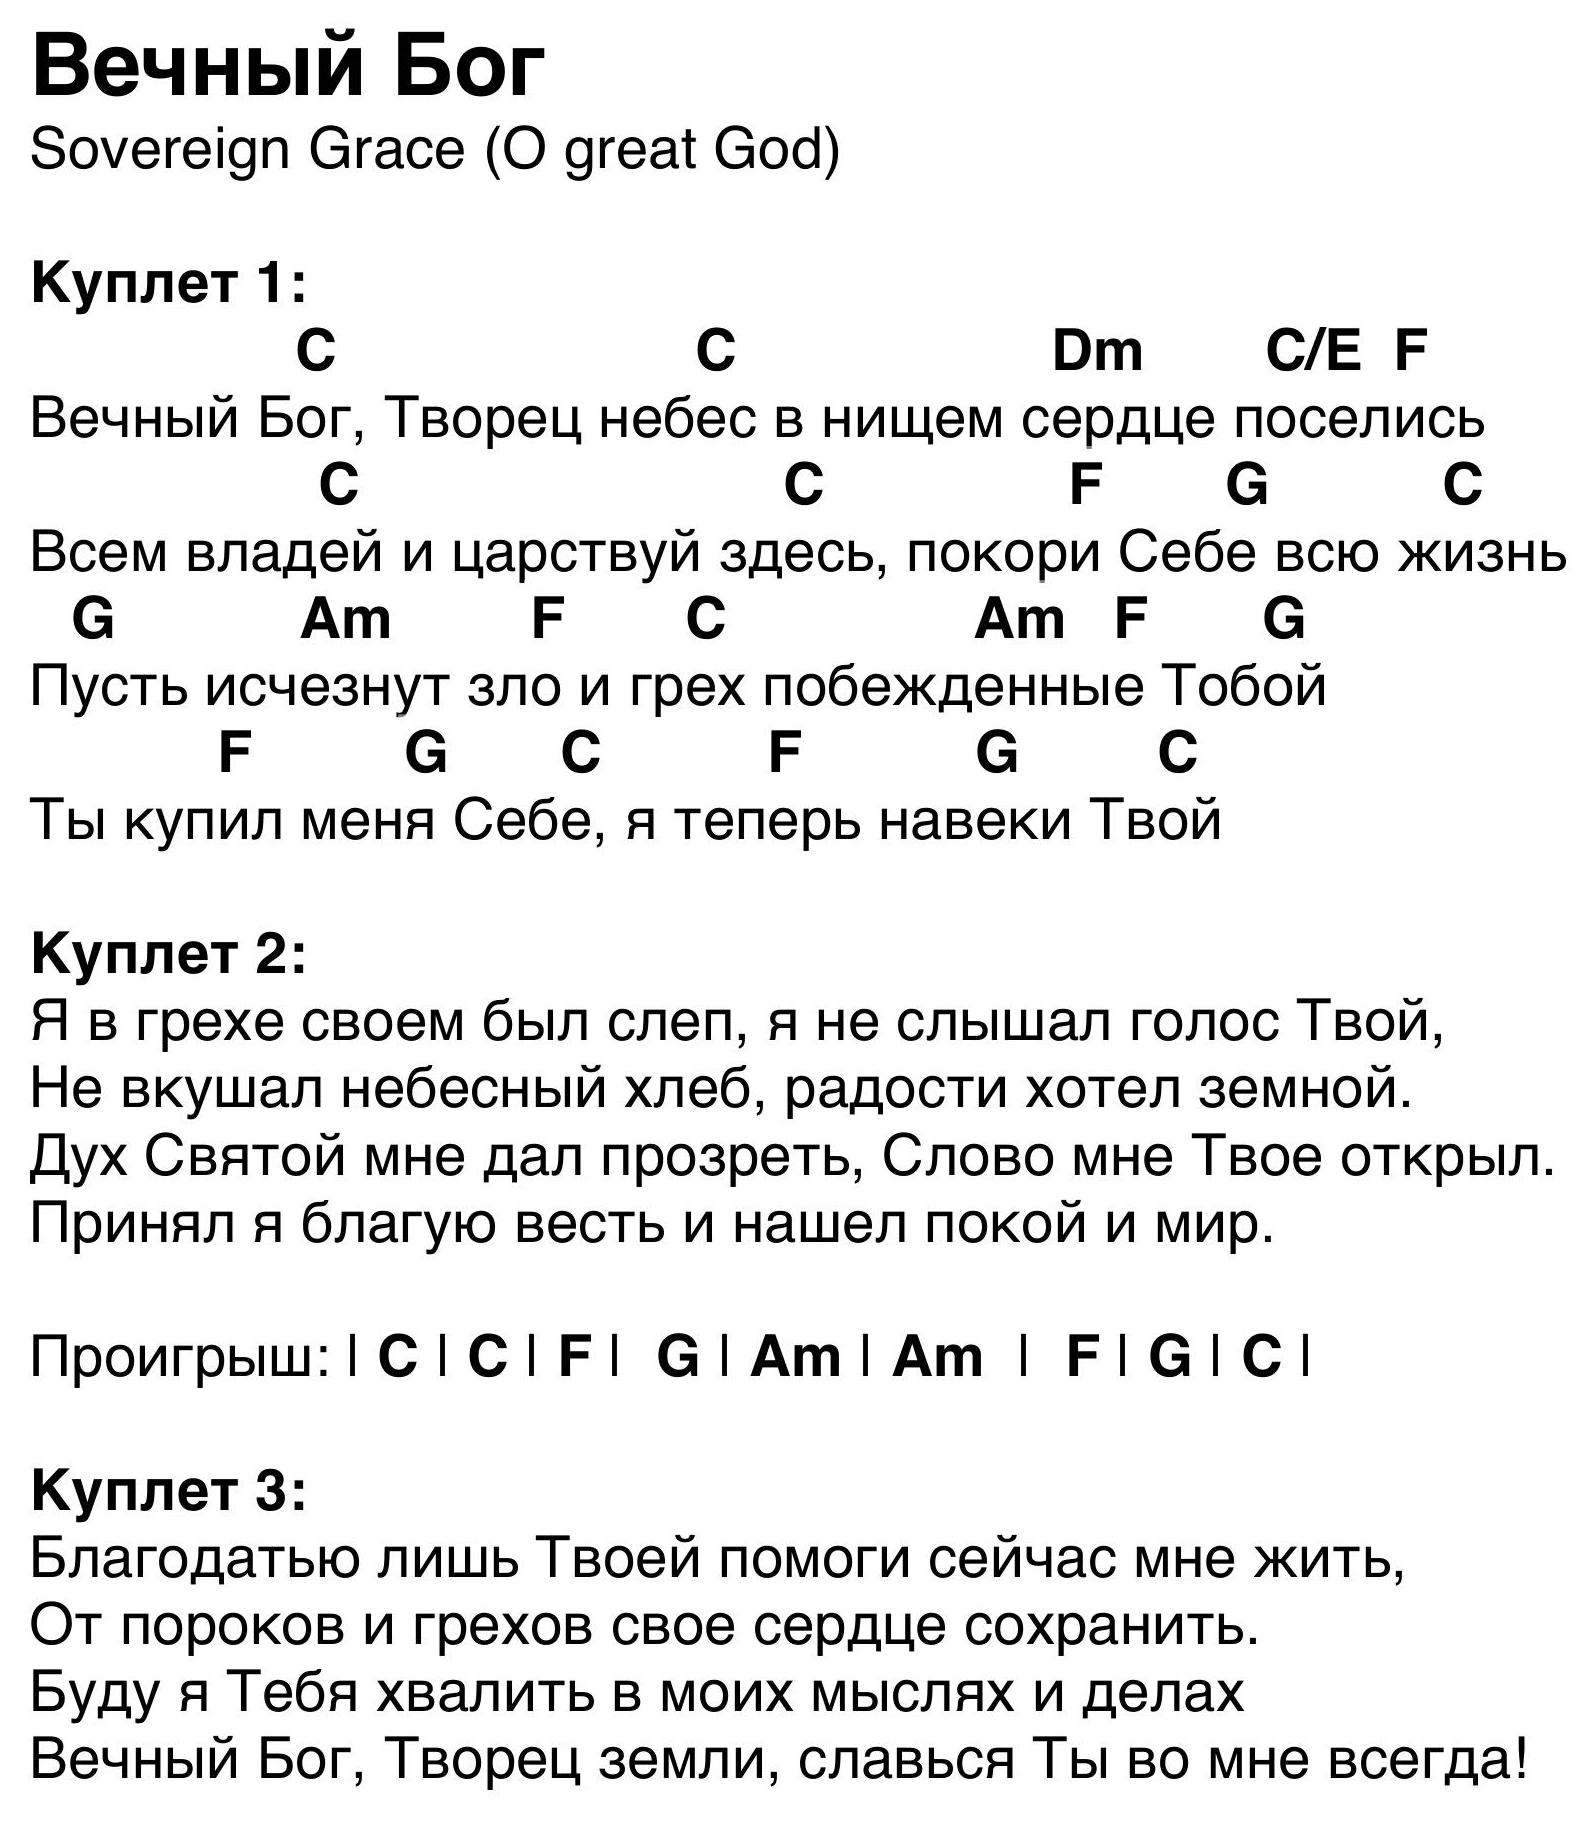 Вечный Бог
Sovereign Grace (O great God)
Куплет 1:
C C Dm C/E F
Вечный Бог, Творец небес в нищем сердце поселись
C C F G C
Всем владей и царствуй здесь, покори Себе всю жизнь
G Am F C Am F G
Пусть исчезнут зло и грех побежденные Тобой
F G C F G C
Ты купил меня Себе, я теперь навеки Твой
Куплет 2:
Я в грехе своем был слеп, я не слышал голос Твой,
Не вкушал небесный хлеб, радости хотел земной.
Дух Святой мне дал прозреть, Слово мне Твое открыл.
Принял я благую весть и нашел покой и мир.
Проигрыш: | C | C | F | G | Am | Am | F | G | C |
Куплет 3:
Благодатью лишь Твоей помоги сейчас мне жить,
От пороков и грехов свое сердце сохранить.
Буду я Тебя хвалить в моих мыслях и делах
Вечный Бог, Творец земли, славься Ты во мне всегда!